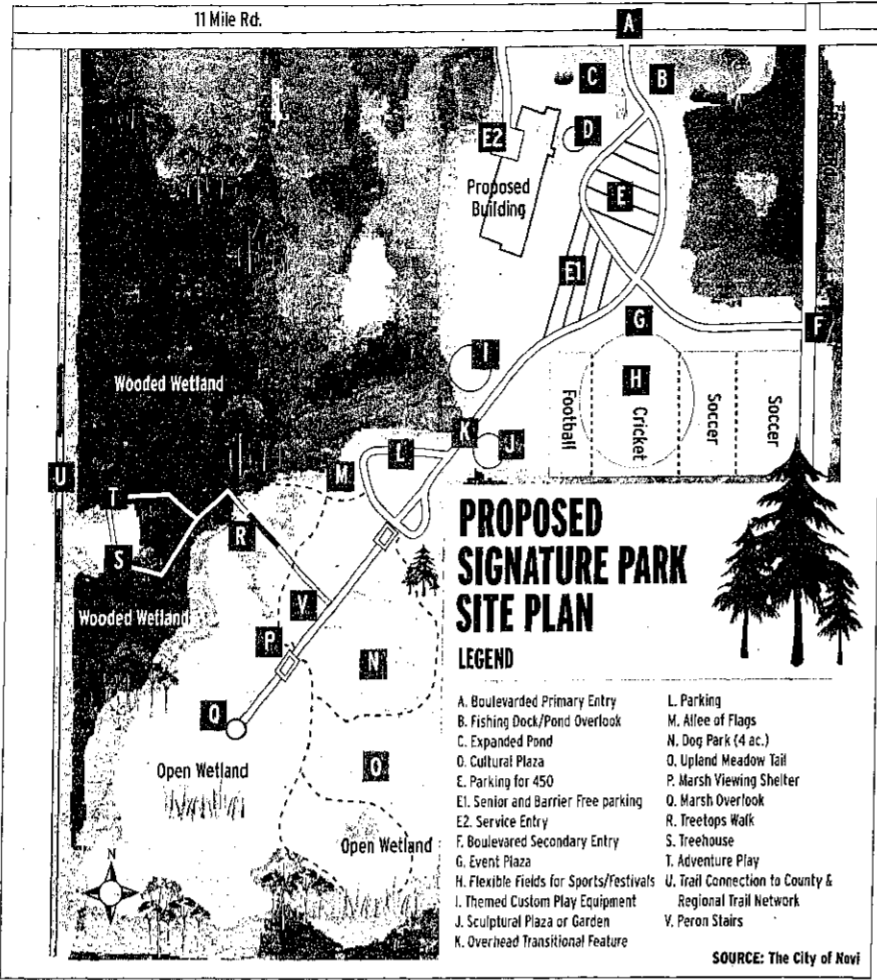 11 Mile Rd.
A
C
B
E2
D
Proposed
Building
E
E1
G
F
I
H
Wooded Wetland
Football
Cricket
Soccer
Soccer
K
J
L
M
U
T
R
S
Wooded Wetland
V
P
N
Q
O
Open Wetland
Open Wetland
N
PROPOSED
SIGNATURE PARK
SITE PLAN
LEGEND
A. Boulevarded Primary Entry
B. Fishing Dock/Pond Overlook
C. Expanded Pond
O. Cultural Plaza
E. Parking for 450
E1. Senior and Barrier Free parking
E2. Service Entry
F. Boulevared Secondary Entry
G. Event Plaza
H. Flexible Fields for Sports/Festivals
I. Themed Custom Play Equipment
J. Sculptural Plaza or Garden
K. Overhead Transitional Feature
L. Parking
M. Allee of Flags
N. Dog Park (4 ac.)
O. Upland Meadow Tail
P. Marsh Viewing Shelter
Q. Marsh Overlook
R. Treetops Walk
S. Treehouse
T. Adventure Play
U. Trail Connection to County &
Regional Trail Network
V. Peron Stairs
SOURCE: The City of Novi